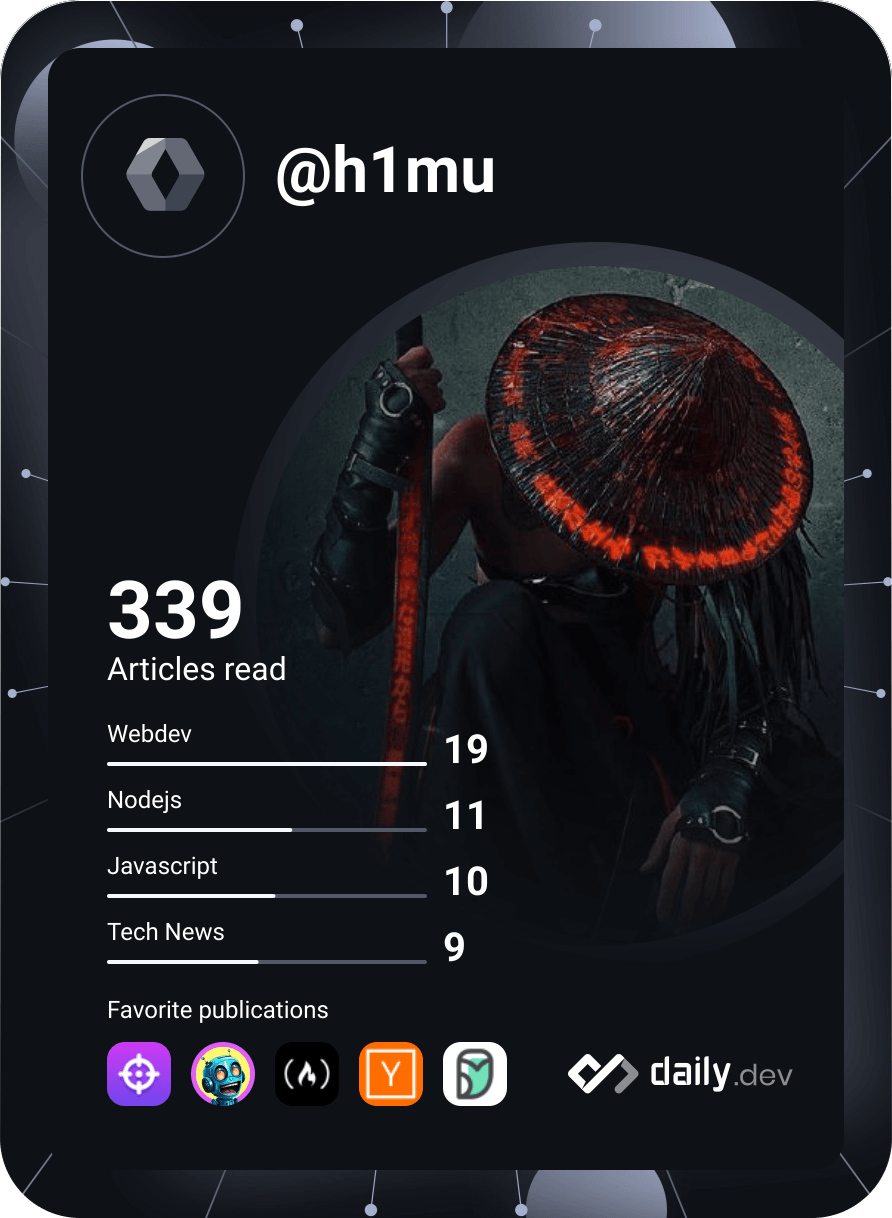 @h1mu
339
Articles read
Webdev
19
Nodejs
11
Javascript
10
Tech News
9
Favorite publications
Y
daily.dev